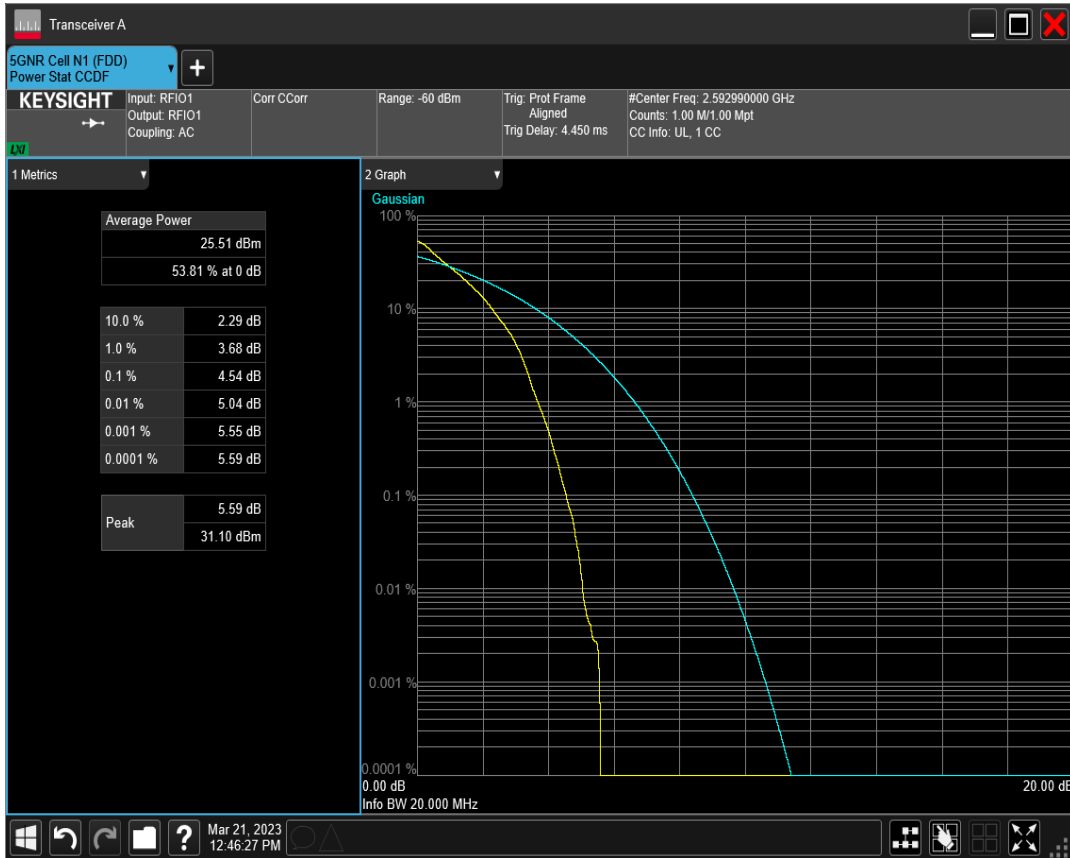 Transceiver A
5GNR Cell N1 (FDD)
Power Stat CCDF
+
KEYSIGHT
LXI
Input: RFIO1
Output: RFIO1
Coupling: AC
Corr CCorr
Range: -60 dBm
Trig: Prot Frame
Aligned
Trig Delay: 4.450 ms
#Center Freq: 2.592990000 GHz
Counts: 1.00 M/1.00 Mpt
CC Info: UL, 1 CC
1 Metrics
Average Power
25.51 dBm
53.81 % at 0 dB
10.0 % 2.29 dB
1.0 % 3.68 dB
0.1 % 4.54 dB
0.01 % 5.04 dB
0.001 % 5.55 dB
0.0001 % 5.59 dB
Peak 5.59 dB
31.10 dBm
2 Graph
Gaussian
100 %
10 %
1 %
0.1 %
0.01 %
0.001 %
0.0001 %
0.00 dB 20.00 dB
Info BW 20.000 MHz
?
Mar 21, 2023
12:46:27 PM